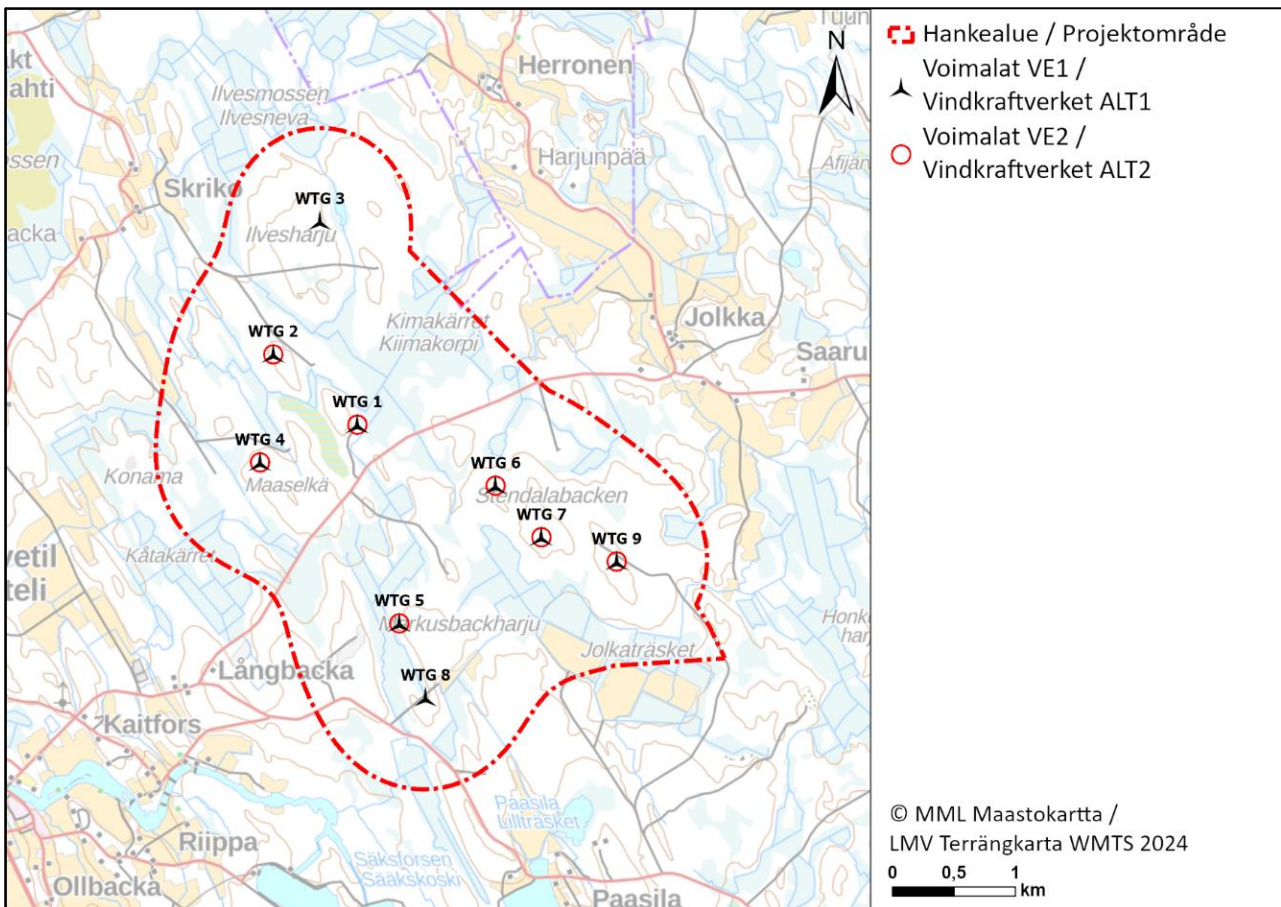 Herronen
N
Ilvesmossen
Ilvesneva
Harjunpää
Skriko
WTG 3
Ilvesharju
Kimakärret
Kiimakorpi
Jolkka
WTG 2
WTG 1
WTG 4
Konama
Maaselkä
WTG 6
Stendalabacken
WTG 7
WTG 9
Kåtakärret
WTG 5
Markusbackharju
Jolkaträsket
Långbacka
WTG 8
Kaitfors
Paasila
Lillträsket
Riippa
Säksforsen
Sääkskoski
Ollbacka
Paasila
Hankealue / Projektområde
Voimalat VE1 /
Vindkraftverket ALT1
Voimalat VE2 /
Vindkraftverket ALT2
© MML Maastokartta /
LMV Terrängkarta WMTS 2024
0 0,5 1
km